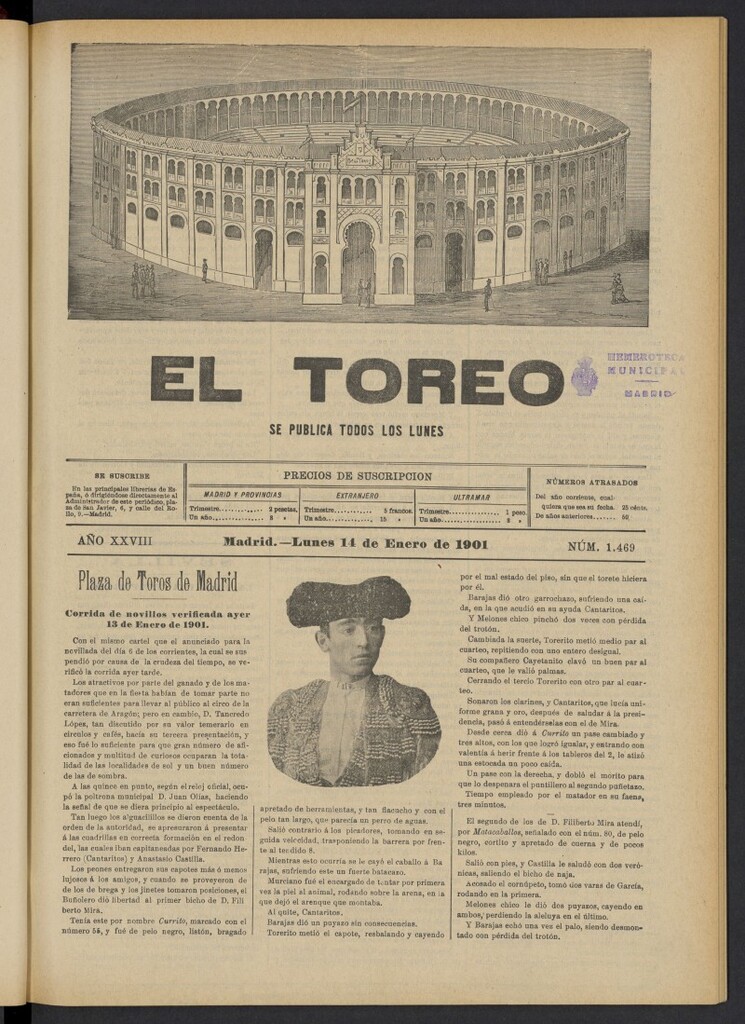 EL TOREO
HEMEROTECA
MUNICIPAL
MADRID
SE PUBLICA TODOS LOS LUNES
SE SUSCRIBE
En las principales librerías de Es-
paña, ó dirigiéndose directamente al
Administrador de este periódico, pla-
za de San Javier, 6, y calle del Ro-
llo, 9.—Madrid.
PRECIOS DE SUSCRIPCION
MADRID Y PROVINCIAS
Trimestre............. 2 pesetas,
Un año................ 8 »
EXTRANJERO
Trimestre............. 5 francos.
Un año................ 15 »
ULTRAMAR
Trimestre............. 1 peso.
Un año................ 8 »
NÚMEROS ATRASADOS
Del año corriente, cual-
quiera que sea su fecha. 25 cénts.
De años anteriores...... 50
AÑO XXVIII
Madrid.—Lunes 14 de Enero de 1901
NÚM. 1.469
Plaza de Toros de Madrid
Corrida de novillos verificada ayer
13 de Enero de 1901.
Con el mismo cartel que el anunciado para la
novillada del día 6 de los corrientes, la cual se sus-
pendió por causa de la crudeza del tiempo, se ve-
rificó la corrida ayer tarde.
Los atractivos por parte del ganado y de los ma-
tadores que en la fiesta habían de tomar parte no
eran suficientes para llevar al público al circo de la
carretera de Aragón; pero en cambio, D. Tancredo
López, tan discutido por su valor temerario en
círculos y cafés, hacía su tercera presentación, y
eso fué lo suficiente para que gran número de afi-
cionados y multitud de curiosos ocuparan la tota-
lidad de las localidades de sol y un buen número
de las de sombra.
A las quince en punto, según el reloj oficial, ocu-
pó la poltrona municipal D. Juan Olías, haciendo
la señal de que se diera principio al espectáculo.
Tan luego los alguacilillos se dieron cuenta de la
orden de la autoridad, se apresuraron á presentar
á las cuadrillas en correcta formación en el redon-
del, las cuales iban capitaneadas por Fernando He-
rrero (Cantaritos) y Anastasio Castilla.
Los peones entregaron sus capotes más ó menos
lujosos á los amigos, y cuando se proveyeron de
de los de brega y los jinetes tomaron posiciones, el
Buñolero dió libertad al primer bicho de D. Fili
berto Mira.
Tenía este por nombre Currito, marcado con el
número 55, y fué de pelo negro, listón, bragado
apretado de herramientas, y tan flacucho y con el
pelo tan largo, que parecía un perro de aguas.
Salió contrario á los picadores, tomando en se-
guida velocidad, trasponiendo la barrera por fren-
te al tendido 8.
Mientras esto ocurría se le cayó el caballo á Ba
rajas, sufriendo este un fuerte batacazo.
Murciano fué el encargado de tantar por primera
vez la piel al animal, rodando sobre la arena, en la
que dejó el arenque que montaba.
Al quite, Cantaritos.
Barajas dió un puyazo sin consecuencias.
Torerito metió el capote, resbalando y cayendo
por el mal estado del piso, sin que el torete hiciera
por él.
Barajas dió otro garrochazo, sufriendo una caí-
da, en la que acudió en su ayuda Cantaritos.
Y Melones chico pinchó dos veces con pérdida
del trotón.
Cambiada la suerte, Torerito metió medio par al
cuarteo, repitiendo con uno entero desigual.
Su compañero Cayetanito clavó un buen par al
cuarteo, que le valió palmas.
Cerrando el tercio Torerito con otro par al cuar-
teo.
Sonaron los clarines, y Cantaritos, que lucía uni-
forme grana y oro, después de saludar á la presi-
dencia, pasó á entendérselas con el de Mira.
Desde cerca dió á Currito un pase cambiado y
tres altos, con los que logró igualar, y entrando con
valentía á herir frente á los tableros del 2, le atizó
una estocada un poco caída.
Un pase con la derecha, y dobló el morito para
que lo despenara el puntillero al segundo puñetazo.
Tiempo empleado por el matador en su faena,
tres minutos.
El segundo de los de D. Filiberto Mira atendí,
por Matacaballos, señalado con el núm. 80, de pelo
negro, cortito y apretado de cuerna y de pocos
kilos.
Salió con pies, y Castilla le saludó con dos veró-
nicas, saliendo el bicho de naja.
Acosado el cornúpeto, tomó dos varas de García,
rodando en la primera.
Melones chico le dió dos puyazos, cayendo en
ambos, perdiendo la aleluya en el último.
Y Barajas echó una ves el palo, siendo desmon-
tado con pérdida del trotón.